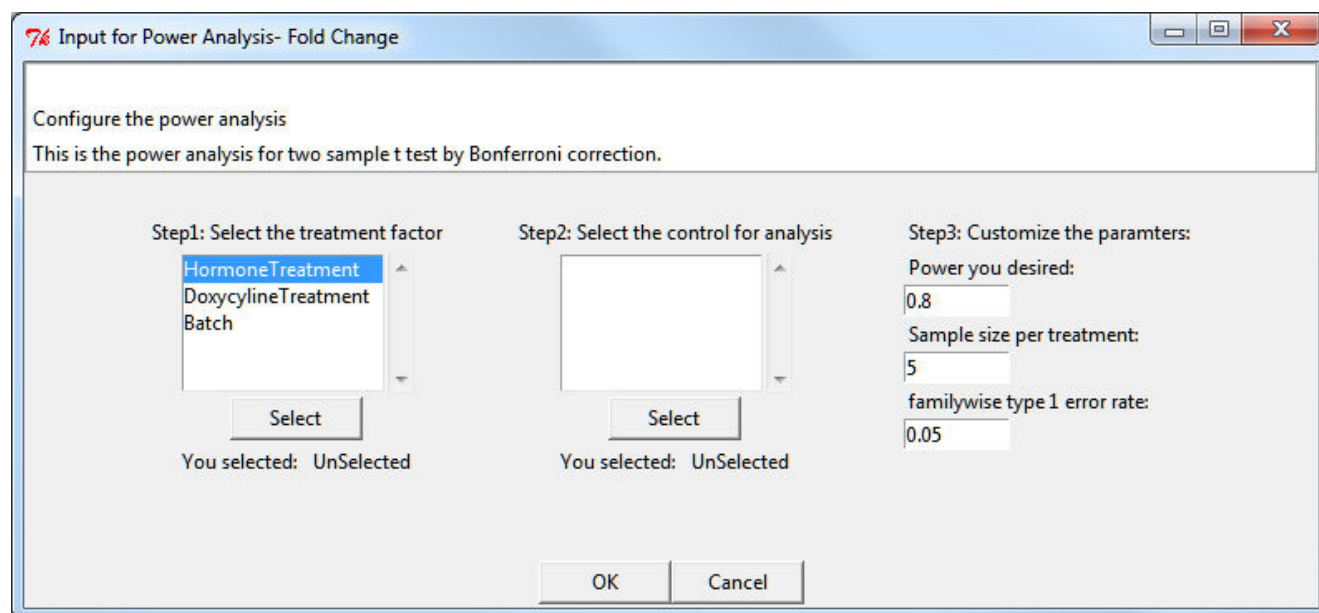 Input for Power Analysis- Fold Change
Configure the power analysis
This is the power analysis for two sample t test by Bonferroni correction.
Step1: Select the treatment factor
HormoneTreatment
DoxycylineTreatment
Batch
Select
You selected: UnSelected
Step2: Select the control for analysis
Select
You selected: UnSelected
Step3: Customize the paramters:
Power you desired:
0.8
Sample size per treatment:
5
familywise type 1 error rate:
0.05
OK
Cancel